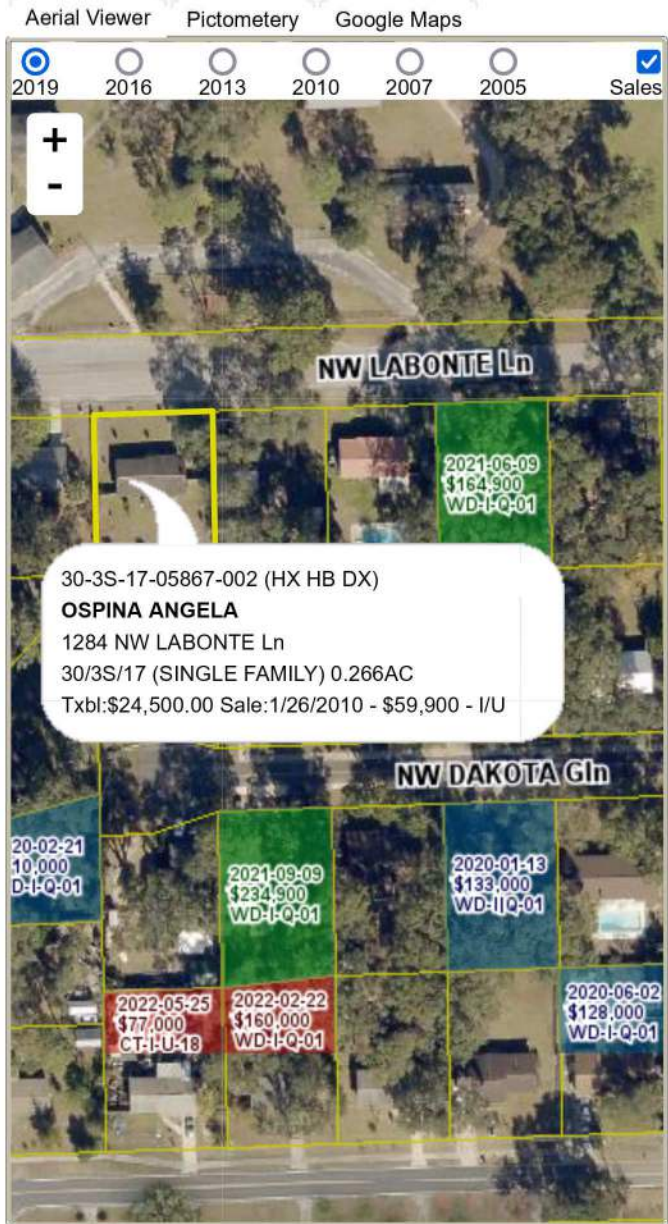 Aerial Viewer Pictometery Google Maps
2019 2016 2013 2010 2007 2005 Sales
+
-
NW LABONTE Ln
2021-06-09
$164,900
WD-I-Q-01
30-3S-17-05867-002 (HX HB DX)
OSPINA ANGELA
1284 NW LABONTE Ln
30/3S/17 (SINGLE FAMILY) 0.266AC
Txbl:$24,500.00 Sale:1/26/2010 - $59,900 - I/U
NW DAKOTA Gln
20-02-21
10,000
D-I-Q-01
2021-09-09
$234,900
WD-I-Q-01
2020-01-13
$133,000
WD-I|Q-01
2022-05-25
$77,000
CT-I-U-18
2022-02-22
$160,000
WD-I-Q-01
2020-06-02
$128,000
WD-I-Q-01